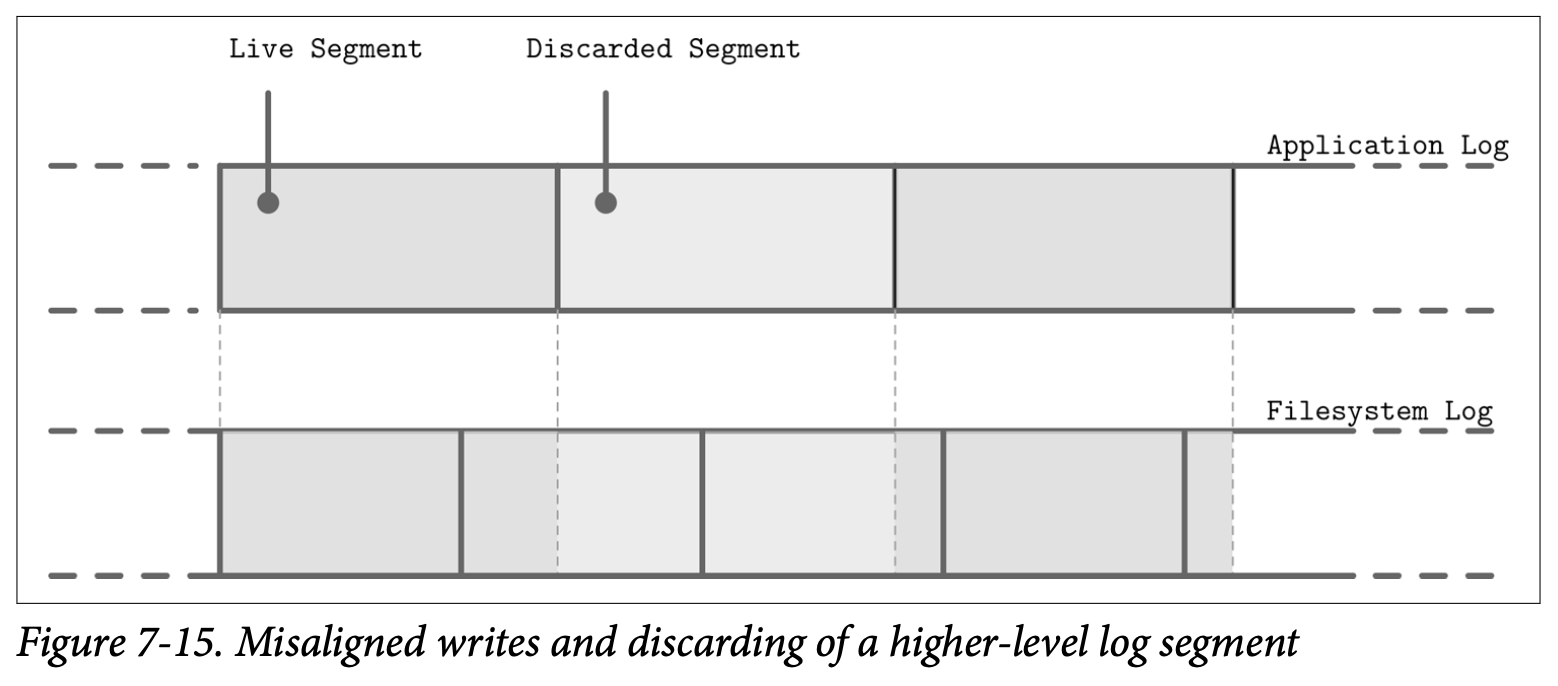 Live Segment
Discarded Segment
Application Log
Filesystem Log
Figure 7-15. Misaligned writes and discarding of a higher-level log segment